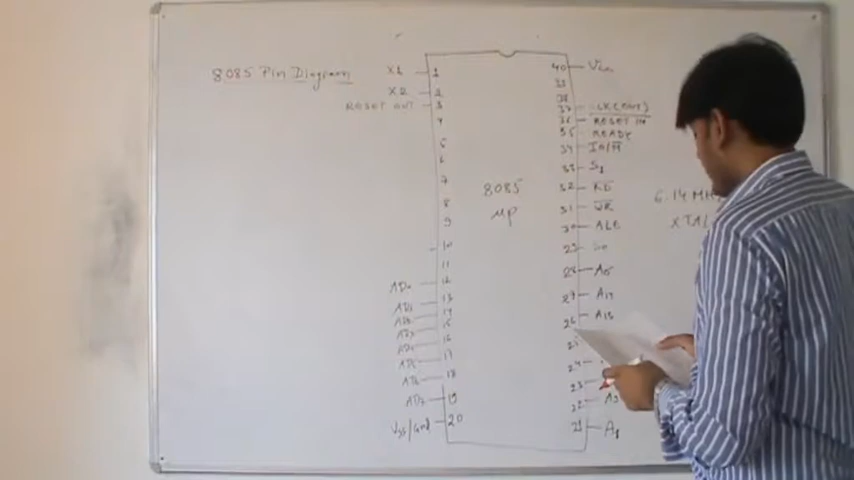 8085 Pin Diagram
X1 1
X2 2
RESET OUT 3
4
5
6
7
8
9
10
11
AD0 12
AD1 13
AD2 14
AD3 15
AD4 16
AD5 17
AD6 18
AD7 19
VSS/Gnd 20
8085
μp
40 Vcc
39
38
37 CLK(OUT)
36 RESET IN
35 READY
34 IO/M̅
33 S1
32 R̅D̅
31 W̅R̅
30 ALE
29 S0
28 A15
27 A14
26 A13
25
24
23
22 A9
21 A8
6.14 MHz
XTAL